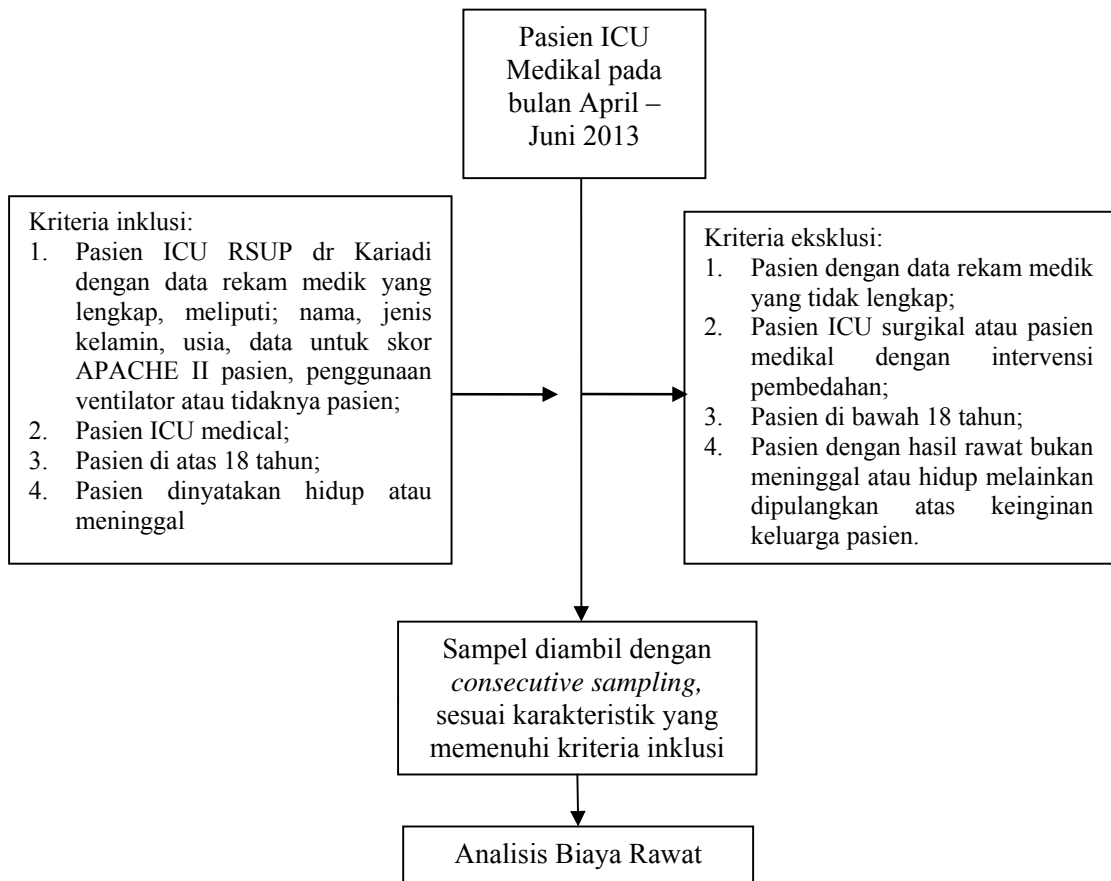 Pasien ICU
Medikal pada
bulan April –
Juni 2013
Kriteria inklusi:
1. Pasien ICU RSUP dr Kariadi
dengan data rekam medik yang
lengkap, meliputi; nama, jenis
kelamin, usia, data untuk skor
APACHE II pasien, penggunaan
ventilator atau tidaknya pasien;
2. Pasien ICU medical;
3. Pasien di atas 18 tahun;
4. Pasien dinyatakan hidup atau
meninggal
Kriteria eksklusi:
1. Pasien dengan data rekam medik
yang tidak lengkap;
2. Pasien ICU surgikal atau pasien
medikal dengan intervensi
pembedahan;
3. Pasien di bawah 18 tahun;
4. Pasien dengan hasil rawat bukan
meninggal atau hidup melainkan
dipulangkan atas keinginan
keluarga pasien.
Sampel diambil dengan
consecutive sampling,
sesuai karakteristik yang
memenuhi kriteria inklusi
Analisis Biaya Rawat